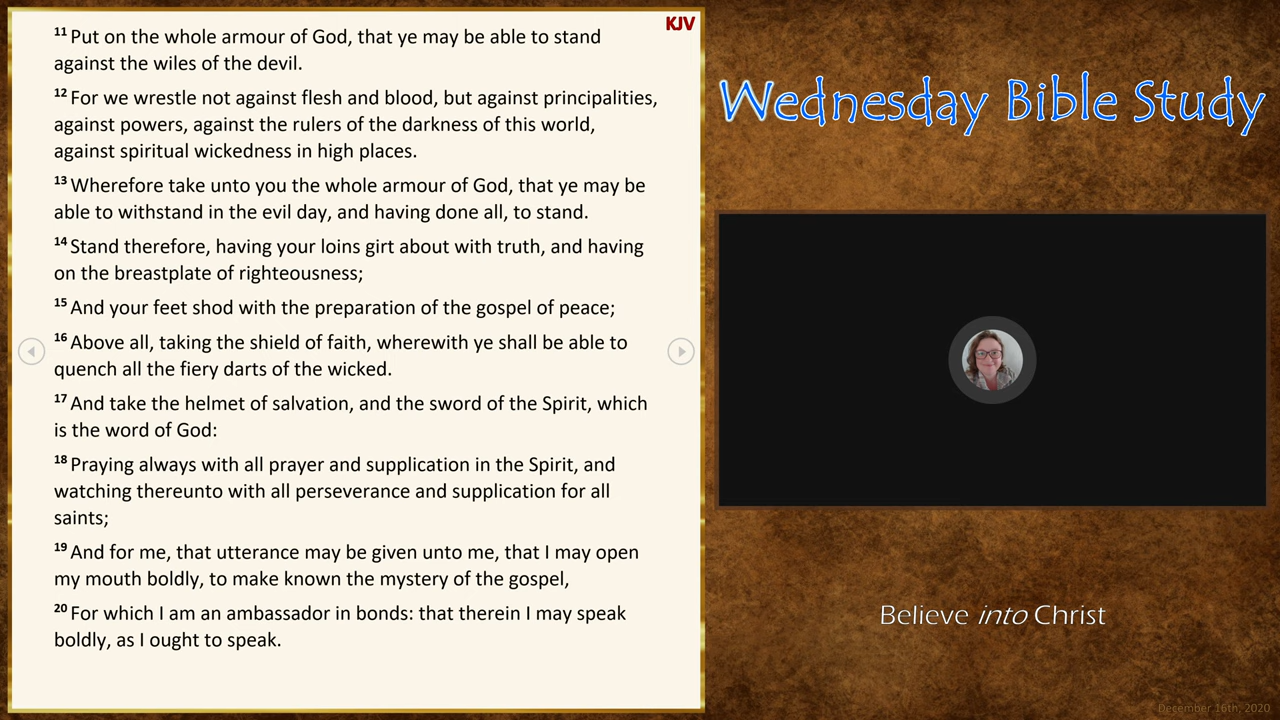 KJV
11 Put on the whole armour of God, that ye may be able to stand
against the wiles of the devil.
12 For we wrestle not against flesh and blood, but against principalities,
against powers, against the rulers of the darkness of this world,
against spiritual wickedness in high places.
13 Wherefore take unto you the whole armour of God, that ye may be
able to withstand in the evil day, and having done all, to stand.
14 Stand therefore, having your loins girt about with truth, and having
on the breastplate of righteousness;
15 And your feet shod with the preparation of the gospel of peace;
16 Above all, taking the shield of faith, wherewith ye shall be able to
quench all the fiery darts of the wicked.
17 And take the helmet of salvation, and the sword of the Spirit, which
is the word of God:
18 Praying always with all prayer and supplication in the Spirit, and
watching thereunto with all perseverance and supplication for all
saints;
19 And for me, that utterance may be given unto me, that I may open
my mouth boldly, to make known the mystery of the gospel,
20 For which I am an ambassador in bonds: that therein I may speak
boldly, as I ought to speak.
Wednesday Bible Study
Believe into Christ
December 16th, 2020